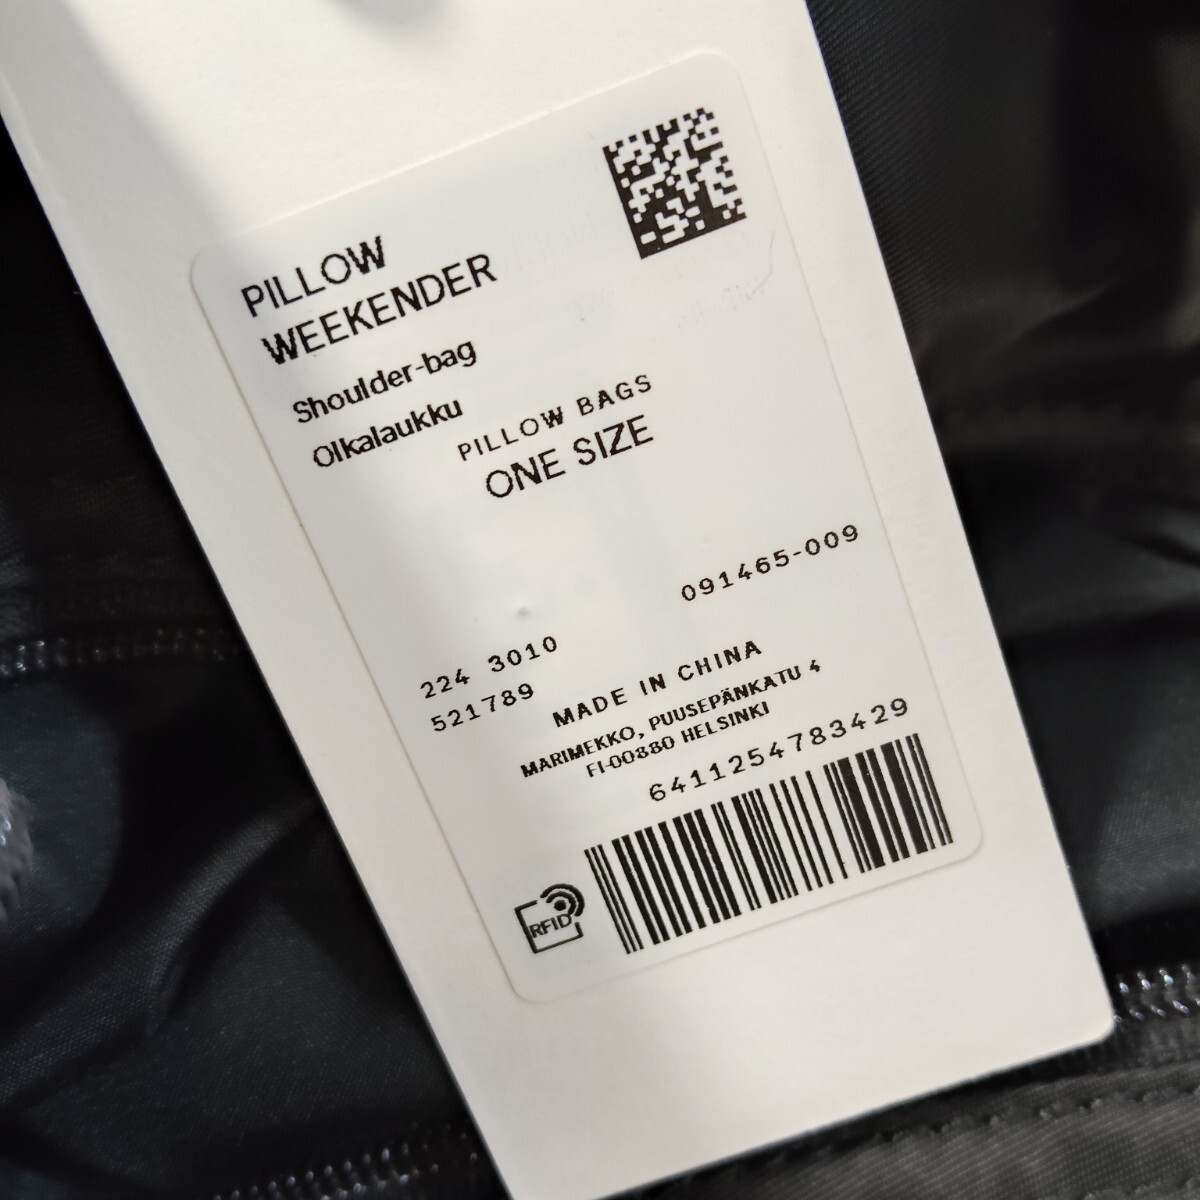 PILLOW
WEEKENDER
Shoulder-bag
Olkalaukku
PILLOW BAGS
ONE SIZE
091465-009
224 3010
521789
MADE IN CHINA
MARIMEKKO, PUUSEPÄNKATU 4
FI-00880 HELSINKI
6411254783429
RFID